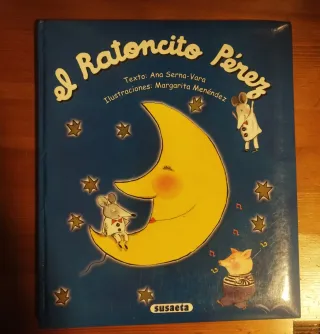 el Ratoncito Pérez
Texto: Ana Serna-Vara
Ilustraciones: Margarita Menéndez
susaeta